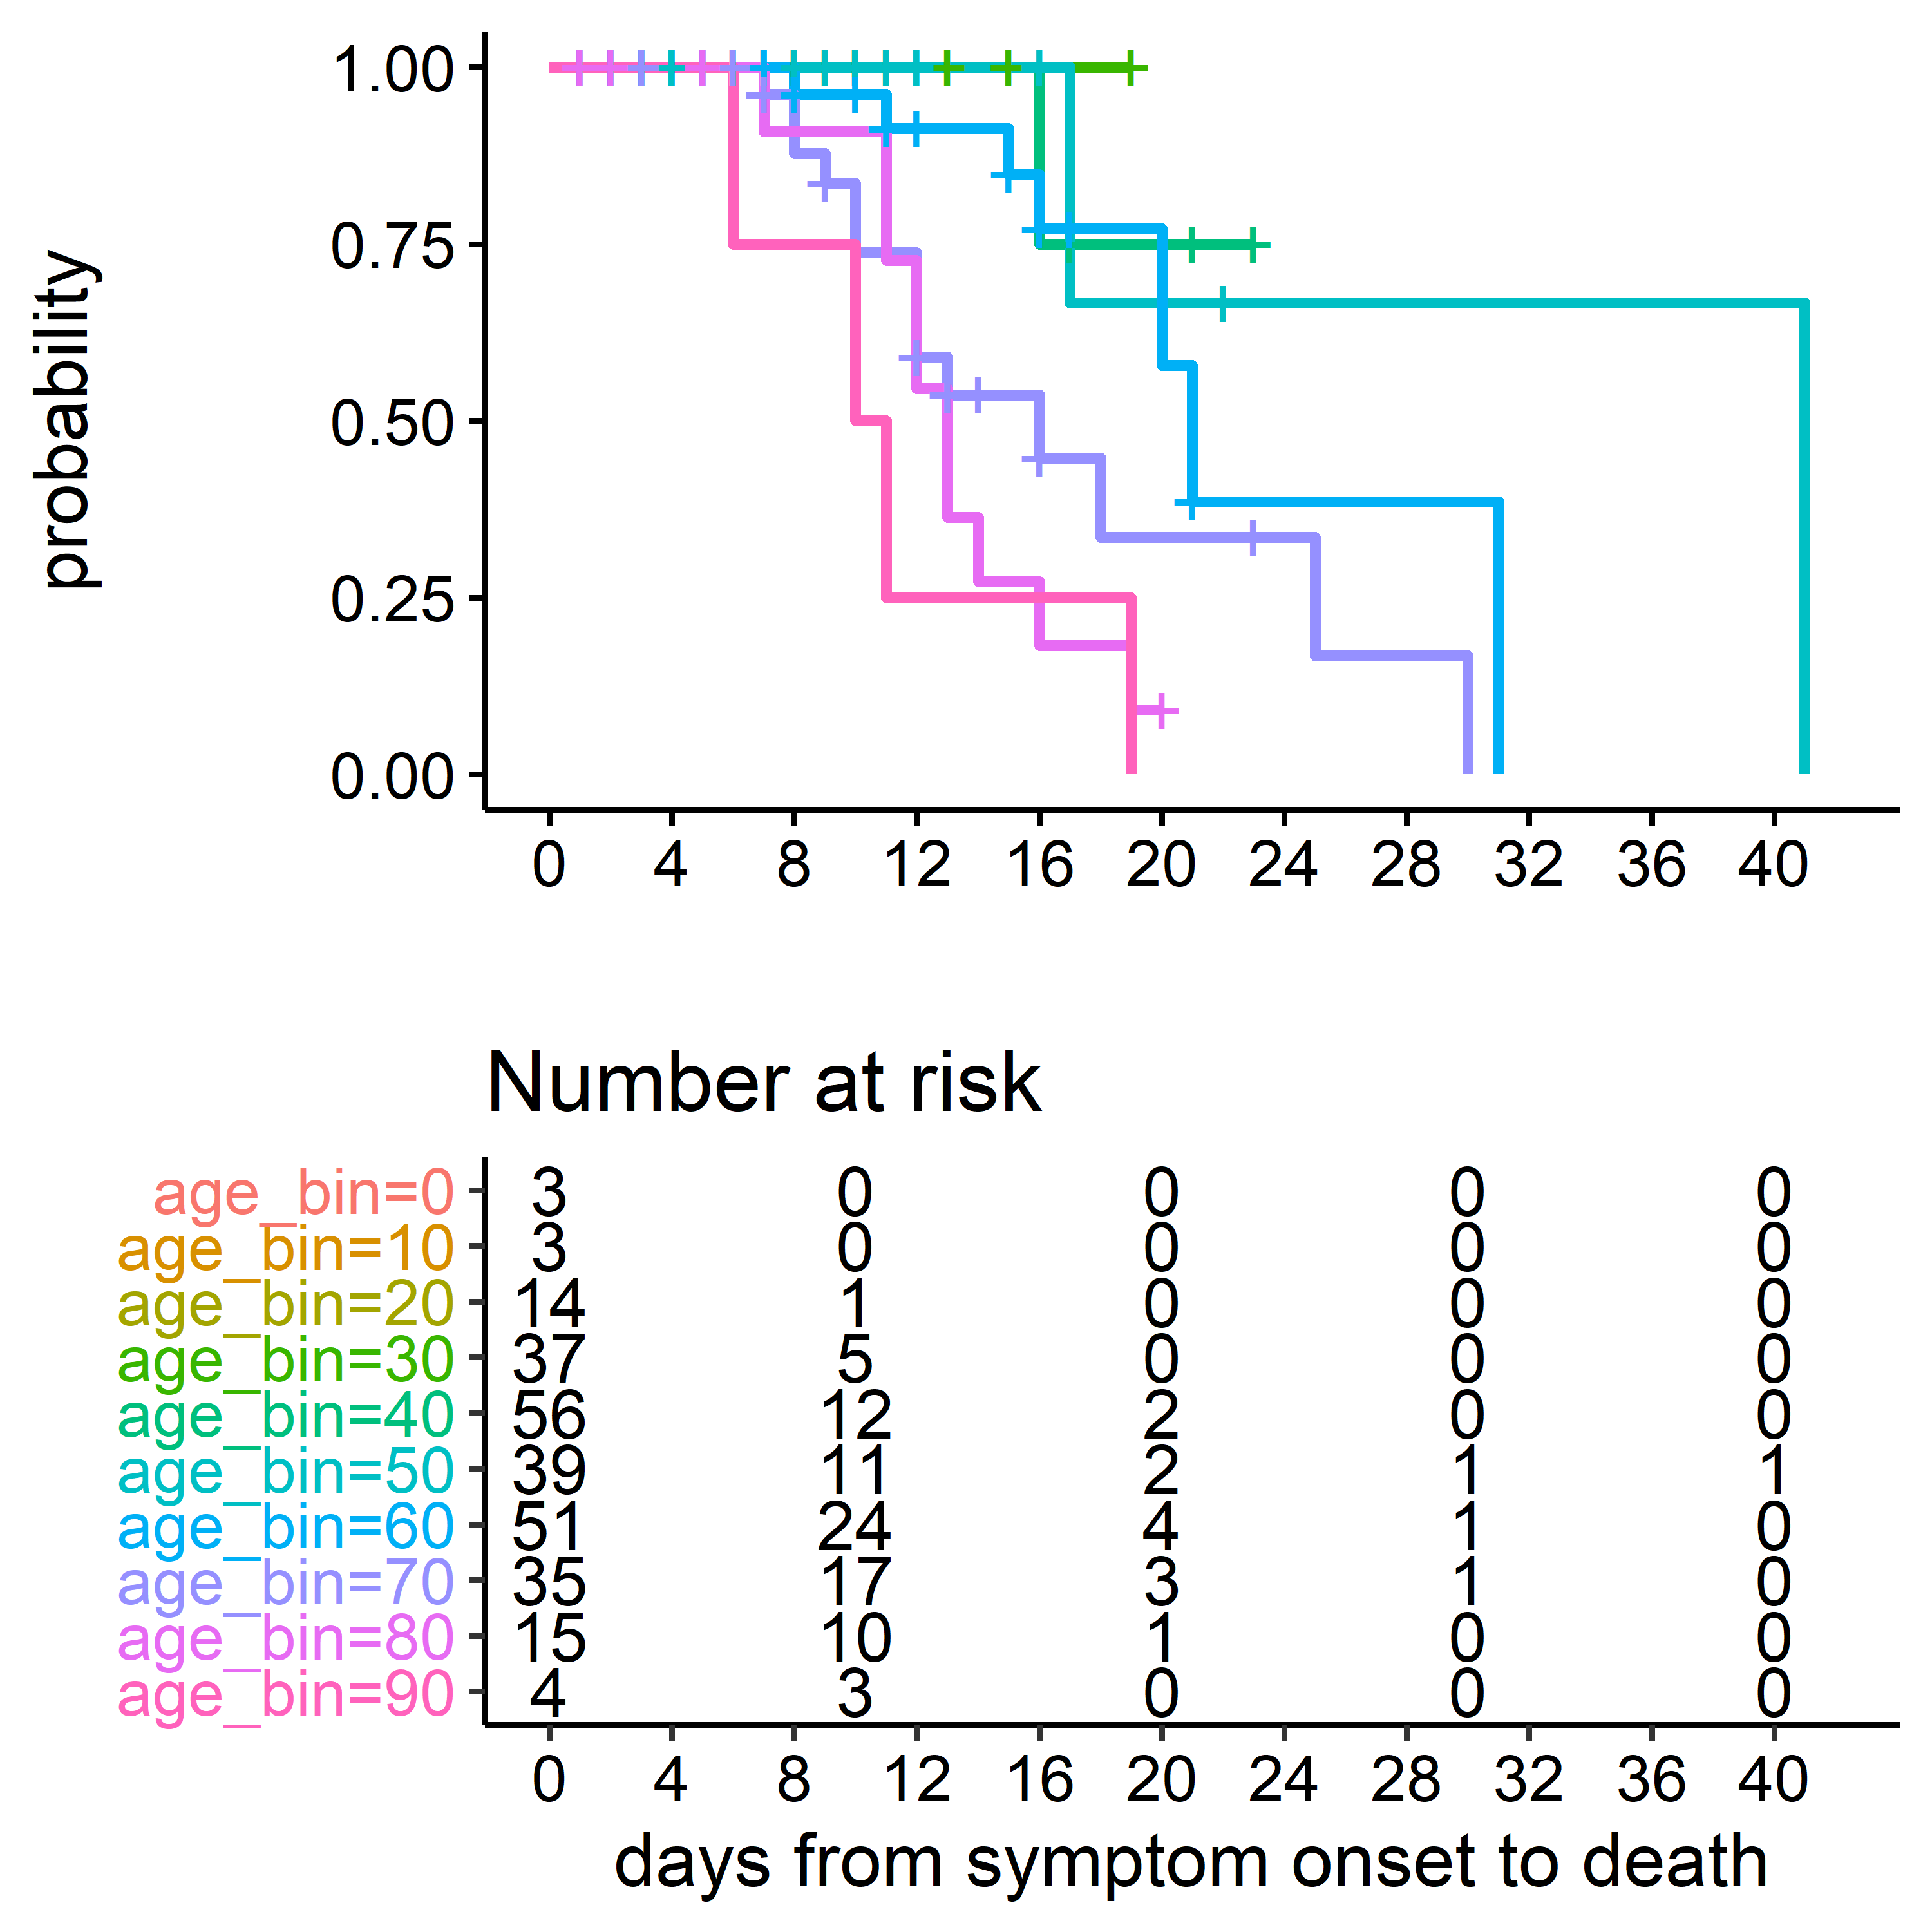 probability
1.00
0.75
0.50
0.25
0.00
0 4 8 12 16 20 24 28 32 36 40
Number at risk
age_bin=0 3 0 0 0 0
age_bin=10 3 0 0 0 0
age_bin=20 14 1 0 0 0
age_bin=30 37 5 0 0 0
age_bin=40 56 12 2 0 0
age_bin=50 39 11 2 1 1
age_bin=60 51 24 4 1 0
age_bin=70 35 17 3 1 0
age_bin=80 15 10 1 0 0
age_bin=90 4 3 0 0 0
0 4 8 12 16 20 24 28 32 36 40
days from symptom onset to death